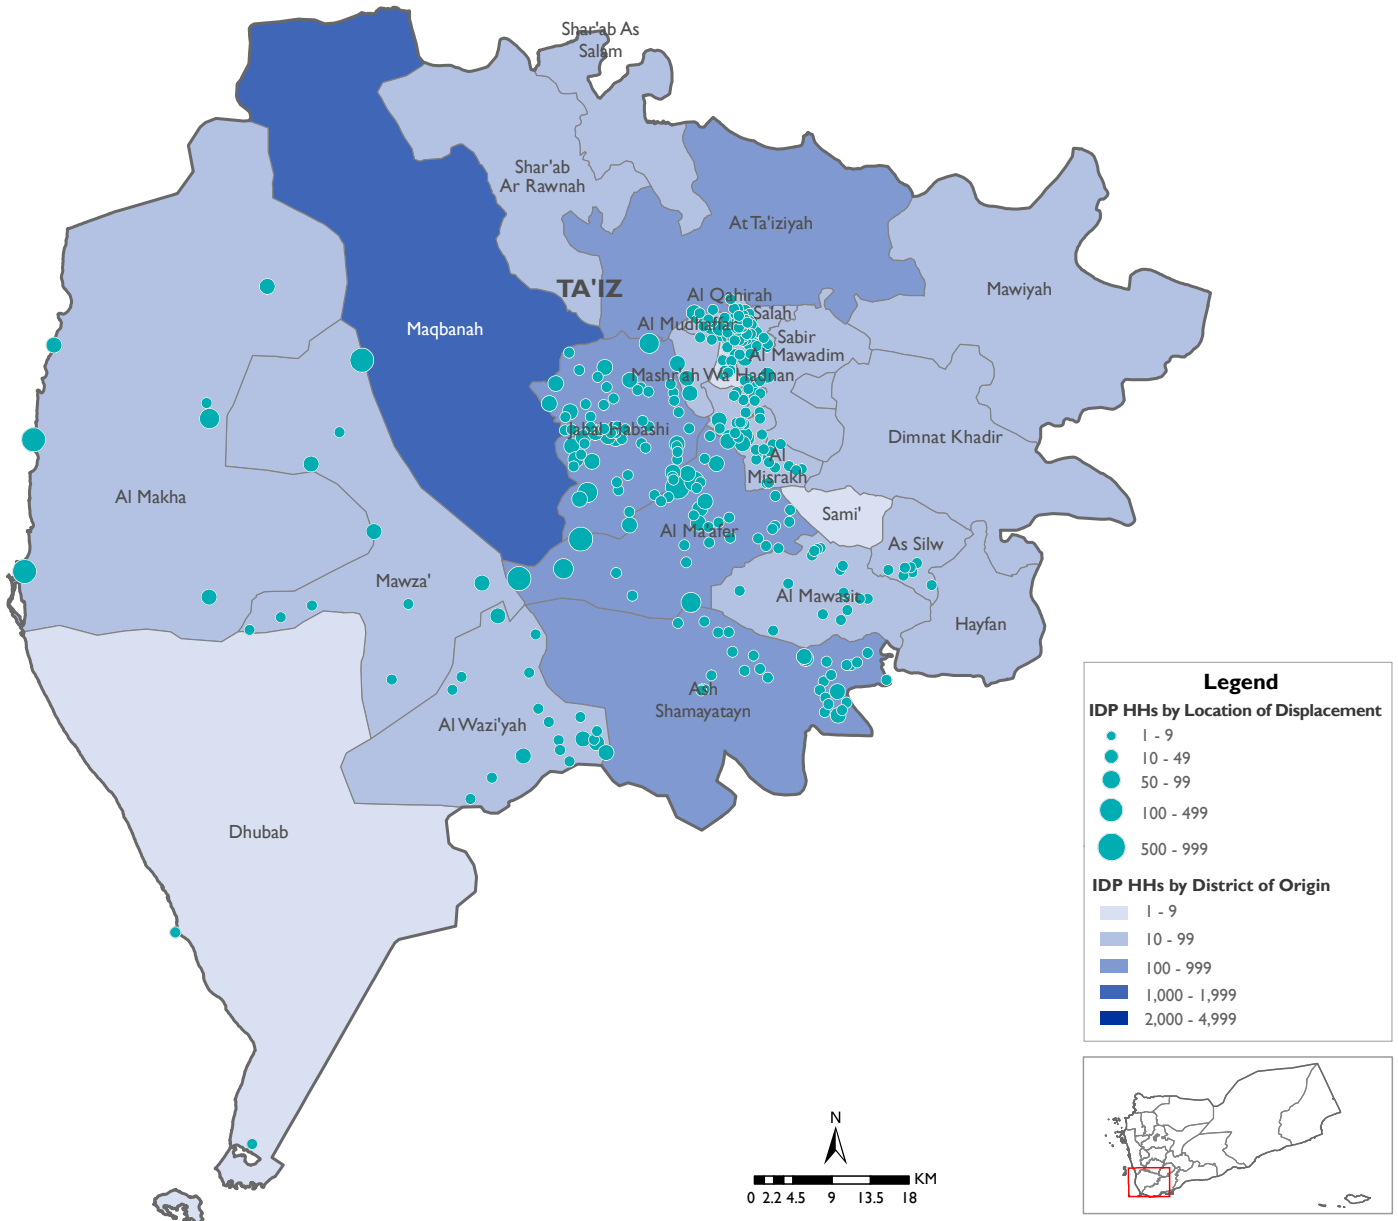 Shar'ab As
Salam
Shar'ab
Ar Rawnah
At Ta'iziyah
TA'IZ
Mawiyah
Al Qahirah
Salah
Maqbanah
Al Mudhaffar
Sabir
Al Mawadim
Mashr'ah Wa Hadnan
Jabal Habashi
Dimnat Khadir
Al
Misrakh
Al Makha
Sami'
Al Ma'afer
As Silw
Mawza'
Al Mawasit
Hayfan
Ash
Shamayatayn
Al Wazi'yah
Dhubab
Legend
IDP HHs by Location of Displacement
1 - 9
10 - 49
50 - 99
100 - 499
500 - 999
IDP HHs by District of Origin
1 - 9
10 - 99
100 - 999
1,000 - 1,999
2,000 - 4,999
N
KM
0 2.2 4.5 9 13.5 18